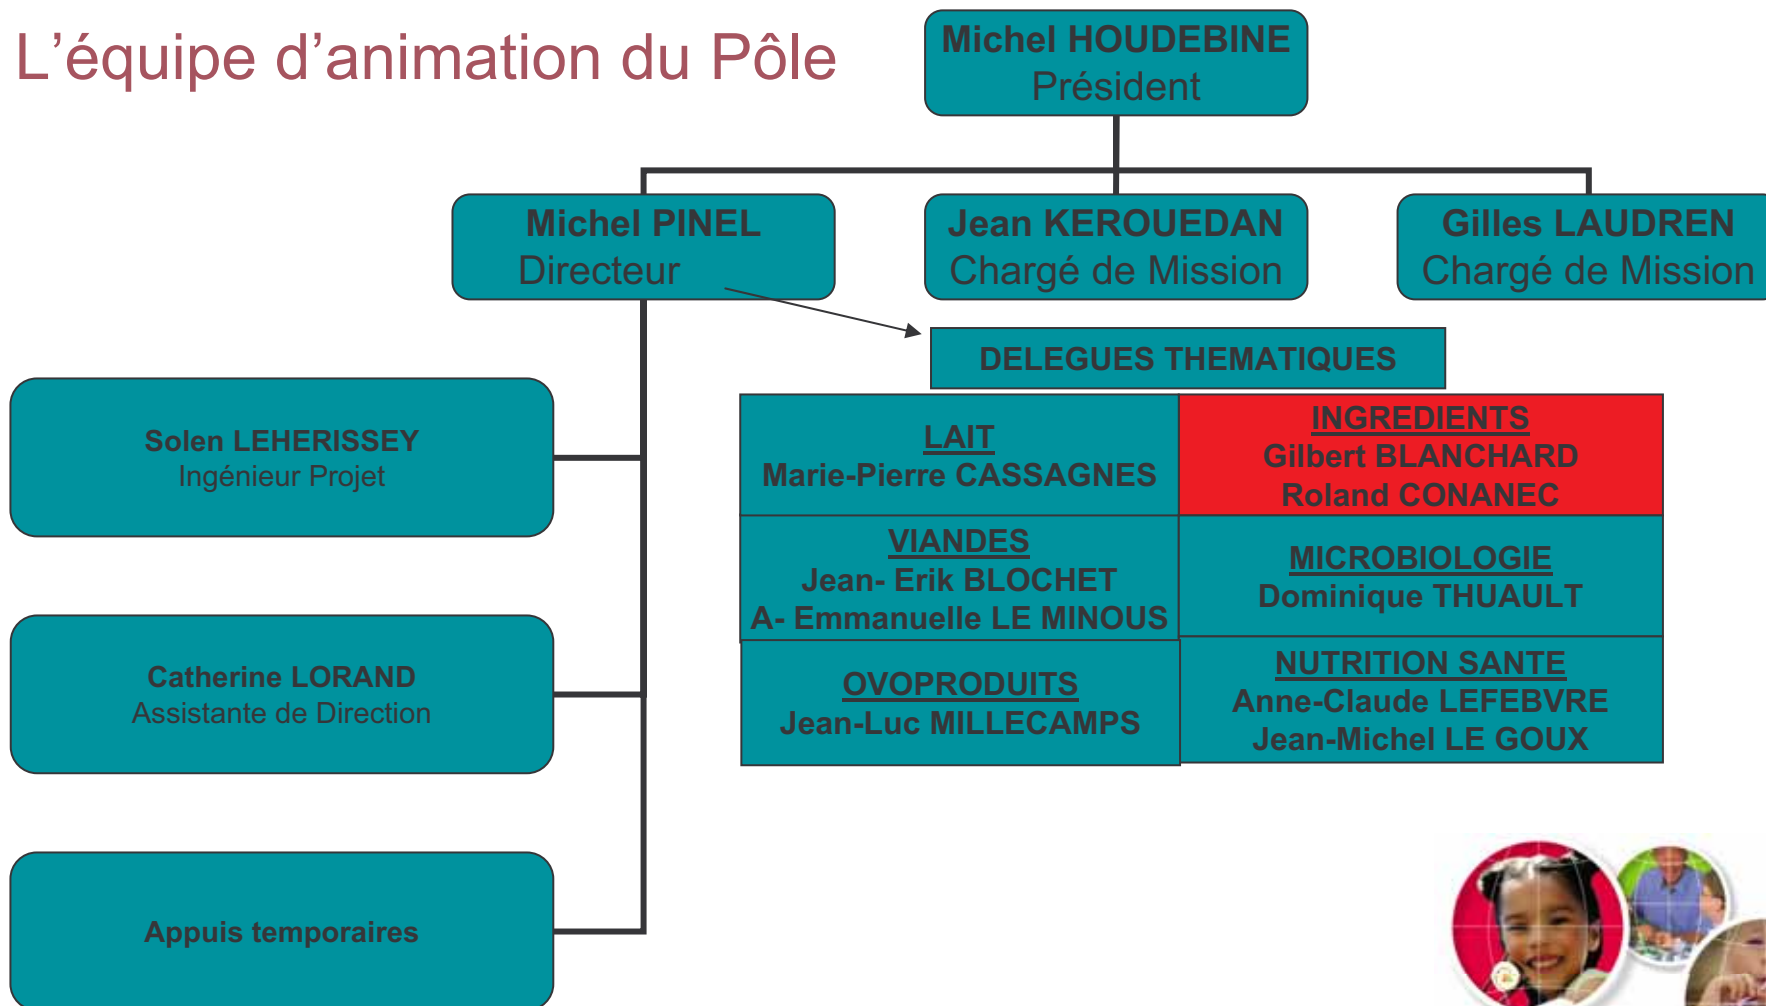 L'équipe d'animation du Pôle
Michel HOUDEBINE
Président
Michel PINEL
Directeur
Jean KEROUEDAN
Chargé de Mission
Gilles LAUDREN
Chargé de Mission
DELEGUES THEMATIQUES
Solen LEHERISSEY
Ingénieur Projet
Catherine LORAND
Assistante de Direction
Appuis temporaires
LAIT
Marie-Pierre CASSAGNES
INGREDIENTS
Gilbert BLANCHARD
Roland CONANEC
VIANDES
Jean- Erik BLOCHET
A- Emmanuelle LE MINOUS
MICROBIOLOGIE
Dominique THUAULT
OVOPRODUITS
Jean-Luc MILLECAMPS
NUTRITION SANTE
Anne-Claude LEFEBVRE
Jean-Michel LE GOUX